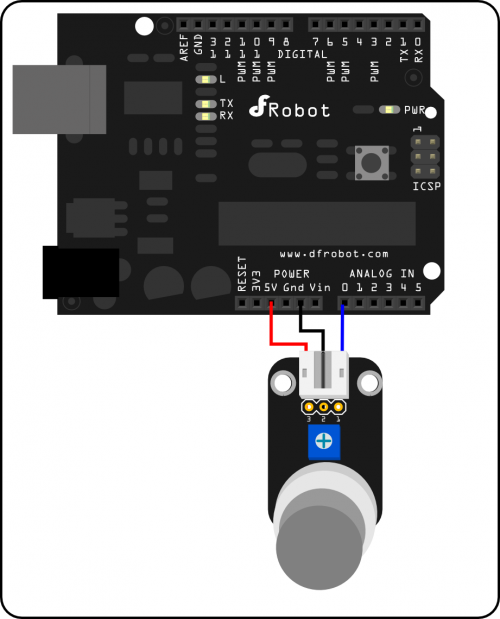 AREF
GND
13
12
11
10
9
8
7
6
5
4
3
2
1
0
PWM
PWM
PWM
PWM
PWM
PWM
DIGITAL
TX
RX
L
TX
RX
DFRobot
PWR
1
ICSP
www.dfrobot.com
RESET
3V3
5V Gnd Vin
POWER
ANALOG IN
0 1 2 3 4 5
3 2 1